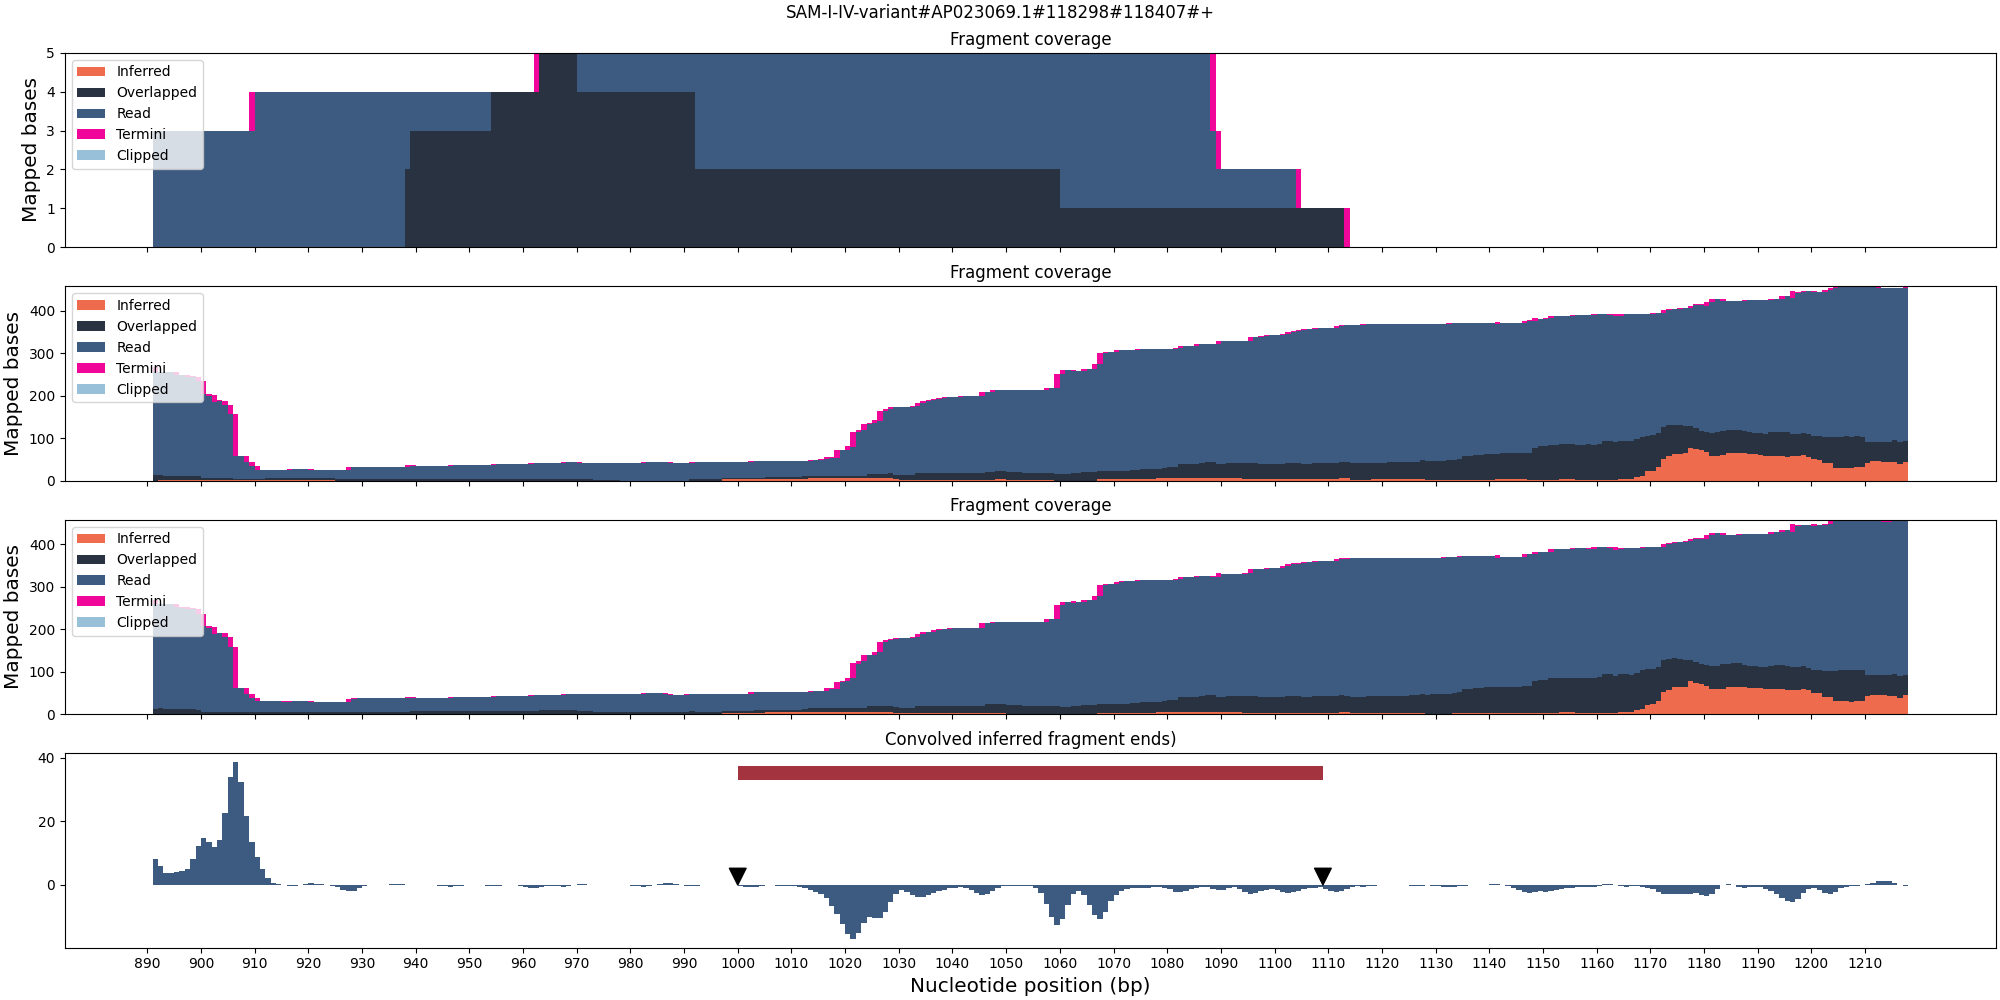 SAM-I-IV-variant#AP023069.1#118298#118407#+
Fragment coverage
Mapped bases
5
4
3
2
1
0
Inferred
Overlapped
Read
Termini
Clipped
Fragment coverage
Mapped bases
400
300
200
100
0
Inferred
Overlapped
Read
Termini
Clipped
Fragment coverage
Mapped bases
400
300
200
100
0
Inferred
Overlapped
Read
Termini
Clipped
Convolved inferred fragment ends)
40
20
0
890 900 910 920 930 940 950 960 970 980 990 1000 1010 1020 1030 1040 1050 1060 1070 1080 1090 1100 1110 1120 1130 1140 1150 1160 1170 1180 1190 1200 1210
Nucleotide position (bp)